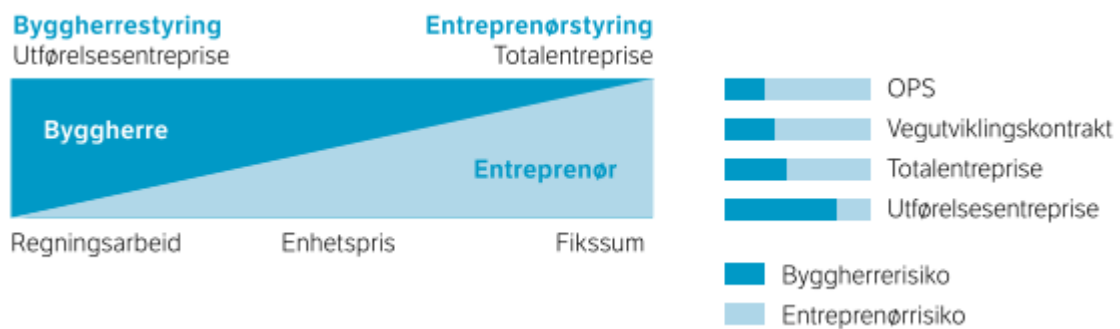 Byggherrestyring
Utførelsesentreprise
Entreprenørstyring
Totalentreprise
Byggherre
Entreprenør
Regningsarbeid
Enhetspris
Fikssum
OPS
Vegutviklingskontrakt
Totalentreprise
Utførelsesentreprise
Byggherrerisiko
Entreprenørrisiko